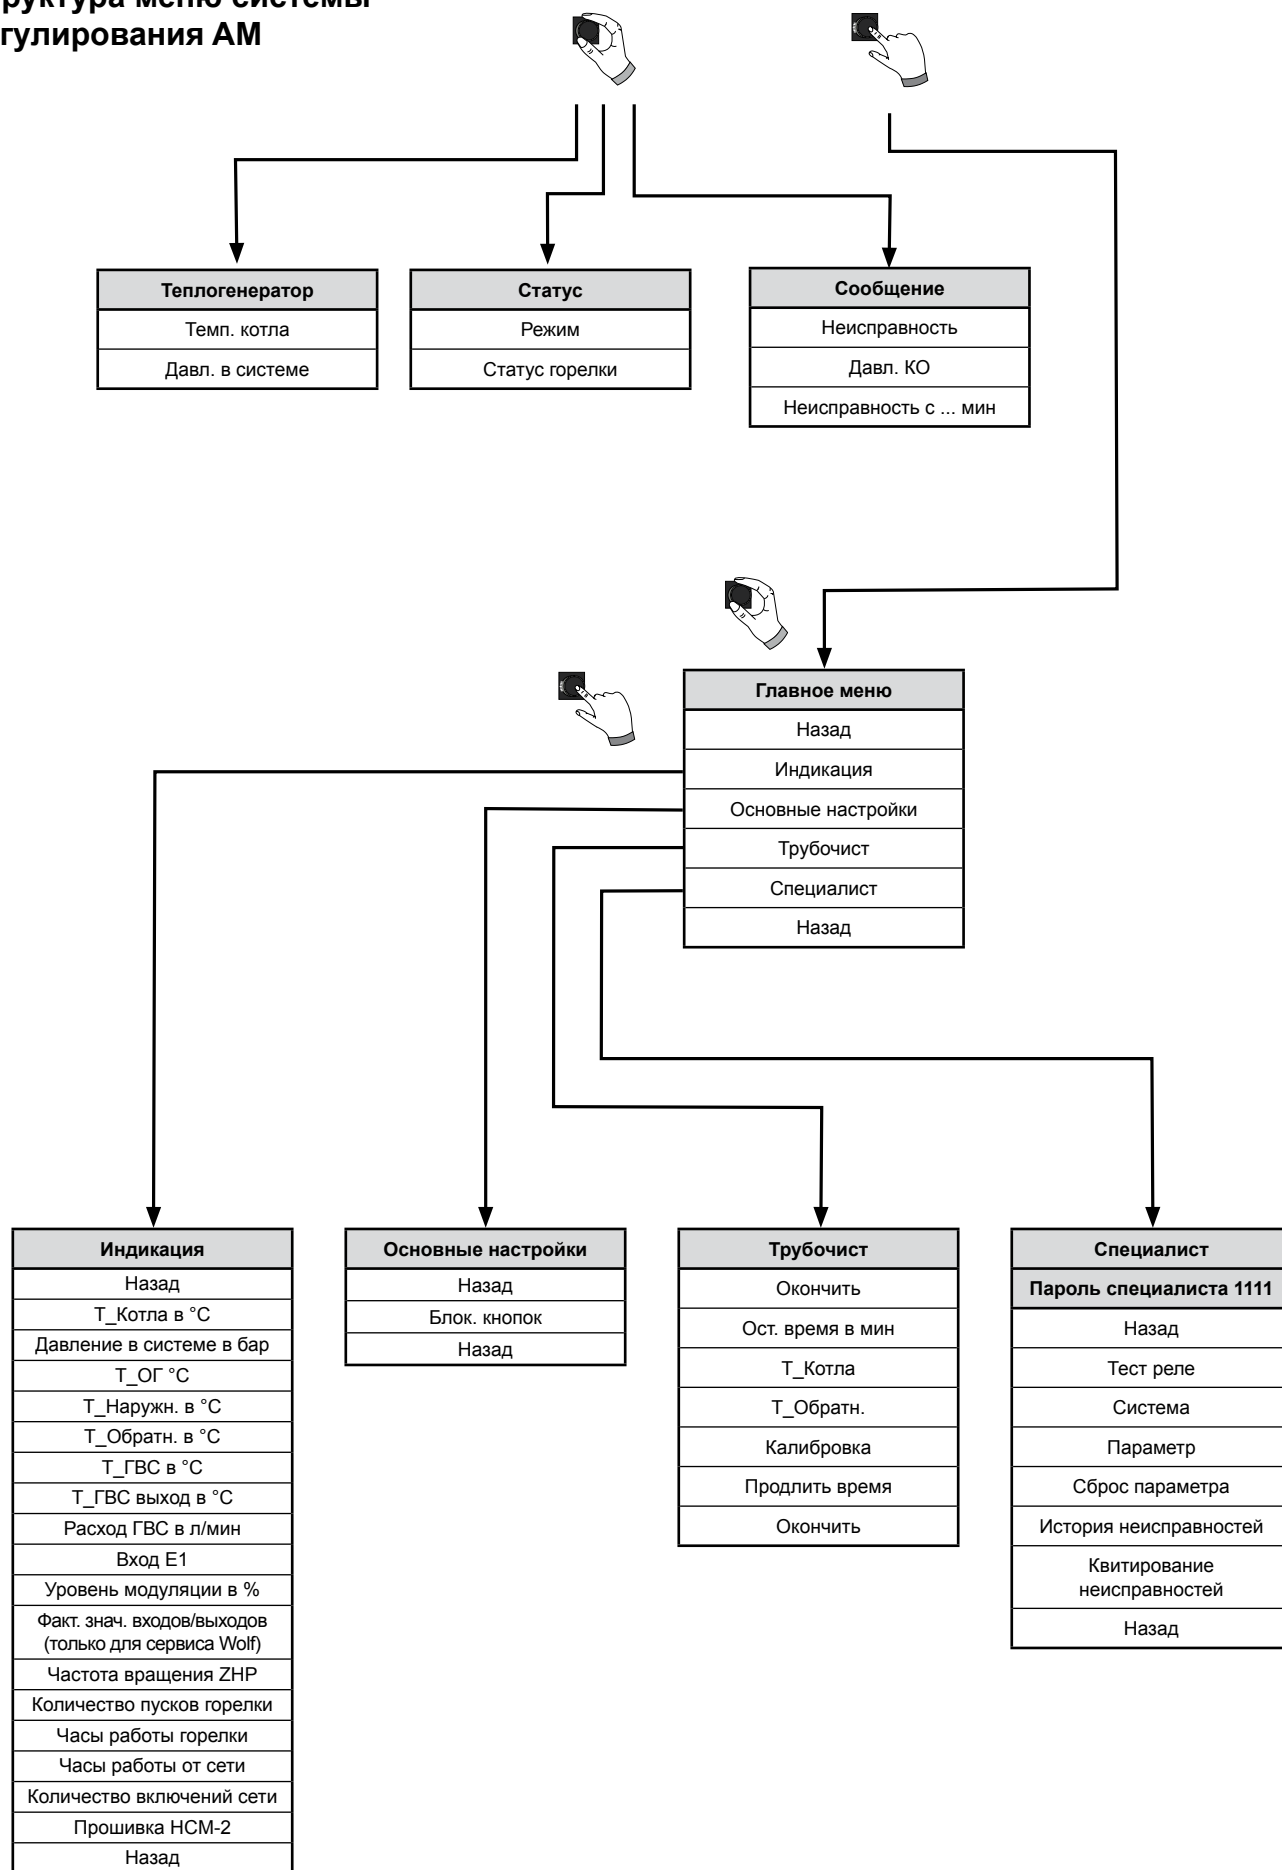 руктура меню системы
гулирования AM
Теплогенератор
Темп. котла
Давл. в системе
Статус
Режим
Статус горелки
Сообщение
Неисправность
Давл. КО
Неисправность с ... мин
Главное меню
Назад
Индикация
Основные настройки
Трубочист
Специалист
Назад
Индикация
Назад
Т_Котла в °C
Давление в системе в бар
Т_ОГ °C
Т_Наружн. в °C
Т_Обратн. в °C
Т_ГВС в °C
Т_ГВС выход в °C
Расход ГВС в л/мин
Вход E1
Уровень модуляции в %
Факт. знач. входов/выходов
(только для сервиса Wolf)
Частота вращения ZHP
Количество пусков горелки
Часы работы горелки
Часы работы от сети
Количество включений сети
Прошивка HCM-2
Назад
Основные настройки
Назад
Блок. кнопок
Назад
Трубочист
Окончить
Ост. время в мин
Т_Котла
Т_Обратн.
Калибровка
Продлить время
Окончить
Специалист
Пароль специалиста 1111
Назад
Тест реле
Система
Параметр
Сброс параметра
История неисправностей
Квитирование
неисправностей
Назад